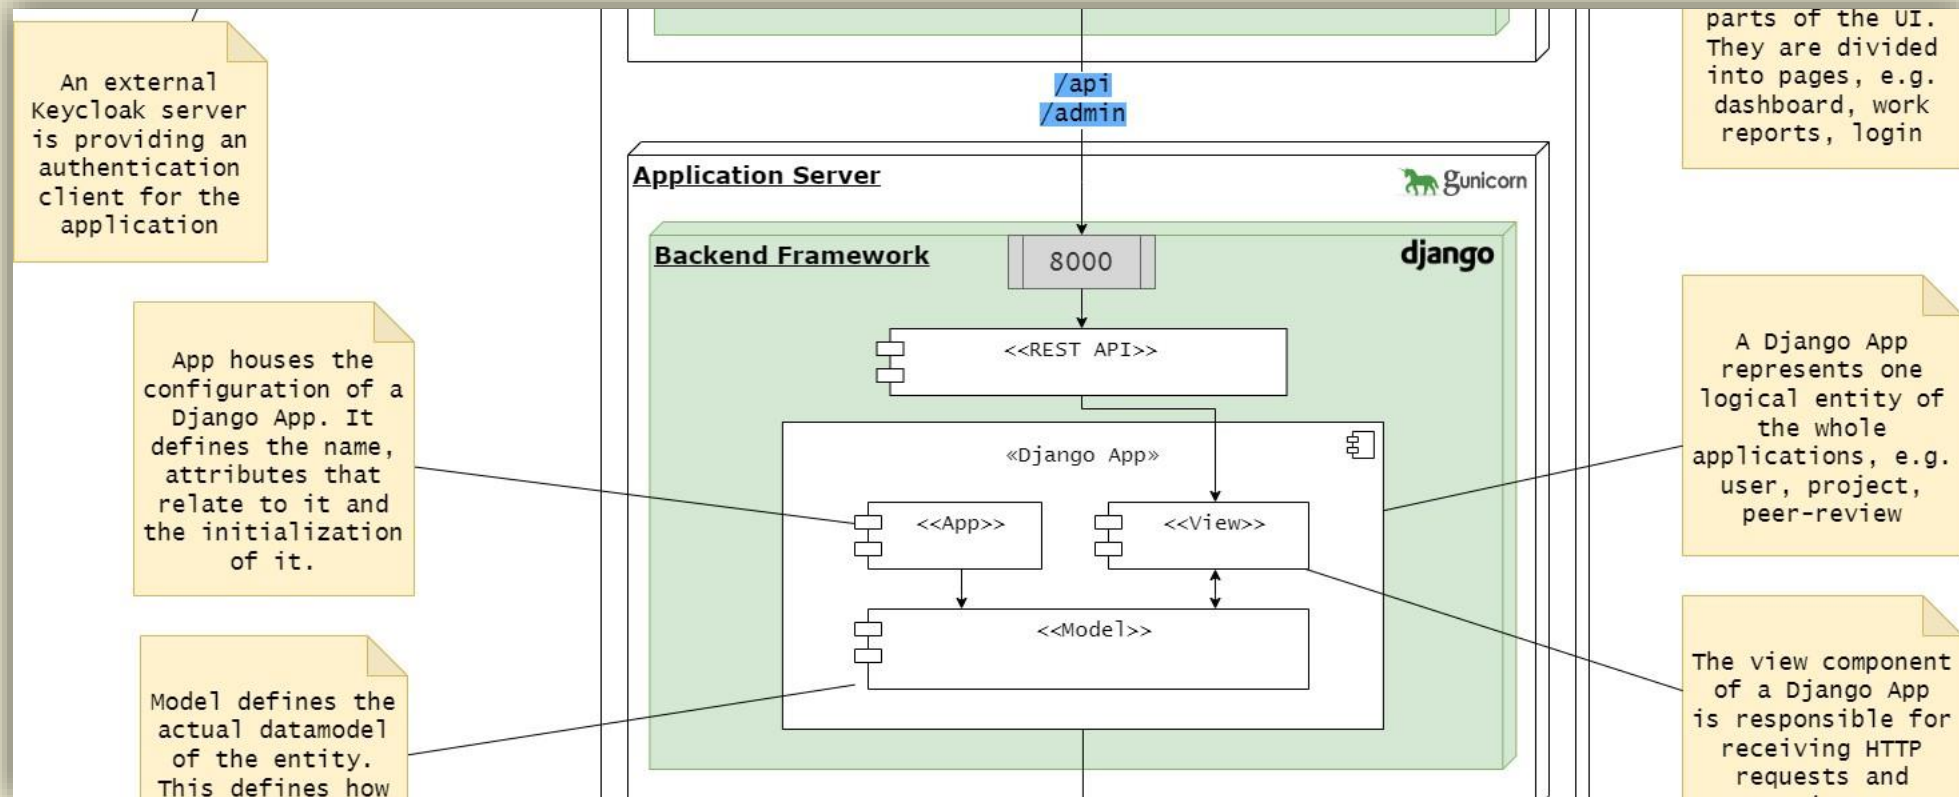 An external
Keycloak server
is providing an
authentication
client for the
application
App houses the
configuration of a
Django App. It
defines the name,
attributes that
relate to it and
the initialization
of it.
Model defines the
actual datamodel
of the entity.
This defines how
/api
/admin
Application Server
gunicorn
Backend Framework
8000
django
<<REST API>>
«Django App»
<<App>>
<<View>>
<<Model>>
parts of the UI.
They are divided
into pages, e.g.
dashboard, work
reports, login
A Django App
represents one
logical entity of
the whole
applications, e.g.
user, project,
peer-review
The view component
of a Django App
is responsible for
receiving HTTP
requests and